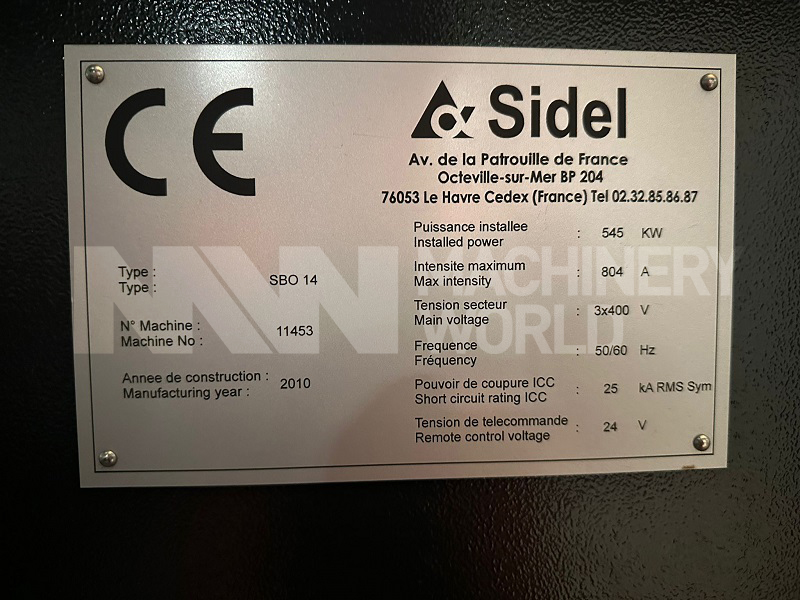 CE
Sidel
Av. de la Patrouille de France
Octeville-sur-Mer BP 204
76053 Le Havre Cedex (France) Tel 02.32.85.86.87
Type :
Type : SBO 14
N° Machine :
Machine No : 11453
Annee de construction :
Manufacturing year : 2010
Puissance installee
Installed power : 545 KW
Intensite maximum
Max intensity : 804 A
Tension secteur
Main voltage : 3x400 V
Frequence
Fréquency : 50/60 Hz
Pouvoir de coupure ICC
Short circuit rating ICC : 25 kA RMS Sym
Tension de telecommande
Remote control voltage : 24 V
MW MACHINERY
WORLD